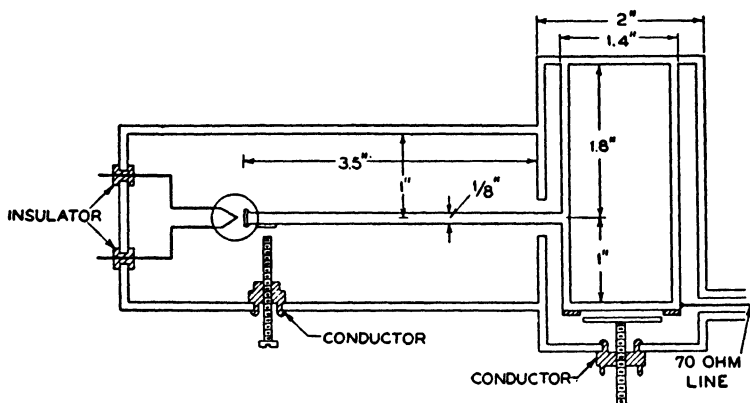 2"
1.4"
3.5"
1"
1/8"
1.8"
INSULATOR
1"
CONDUCTOR
CONDUCTOR
70 OHM
LINE